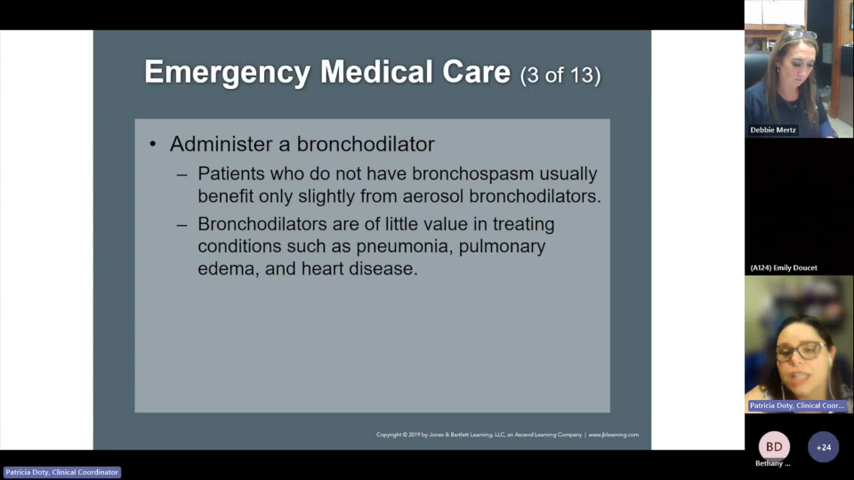 Emergency Medical Care (3 of 13)
• Administer a bronchodilator
– Patients who do not have bronchospasm usually
benefit only slightly from aerosol bronchodilators.
– Bronchodilators are of little value in treating
conditions such as pneumonia, pulmonary
edema, and heart disease.
Copyright © 2019 by Jones & Bartlett Learning, LLC, an Ascend Learning Company | www.jblearning.com
Debbie Mertz
(A124) Emily Doucet
Patricia Doty, Clinical Coor...
BD
+24
Bethany ...
Patricia Doty, Clinical Coordinator